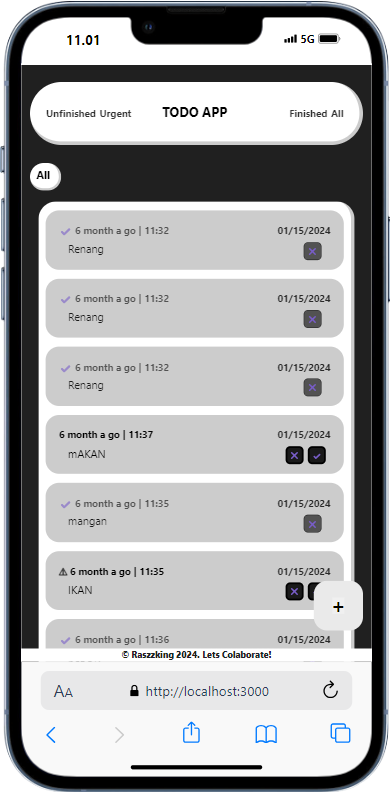 11.01 5G
Unfinished Urgent TODO APP Finished All
All
6 month a go | 11:32 01/15/2024
Renang
6 month a go | 11:32 01/15/2024
Renang
6 month a go | 11:32 01/15/2024
Renang
6 month a go | 11:37 01/15/2024
mAKAN
6 month a go | 11:35 01/15/2024
mangan
6 month a go | 11:35 01/15/2024
IKAN
+
6 month a go | 11:36 01/15/2024
© Raszzking 2024. Lets Colaborate!
AA http://localhost:3000